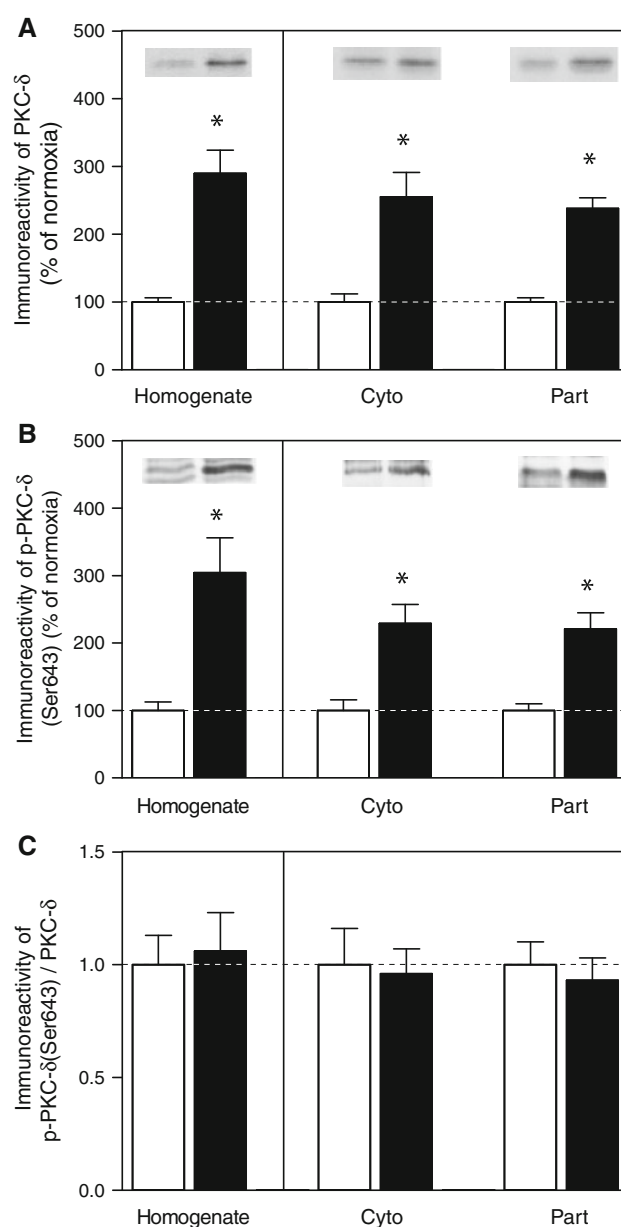 A
Immunoreactivity of PKC-δ
(% of normoxia)
500
400
300
200
100
0
*
*
*
Homogenate
Cyto
Part
B
Immunoreactivity of p-PKC-δ
(Ser643) (% of normoxia)
500
400
300
200
100
0
*
*
*
Homogenate
Cyto
Part
C
Immunoreactivity of
p-PKC-δ(Ser643) / PKC-δ
1.5
1.0
0.5
0.0
Homogenate
Cyto
Part